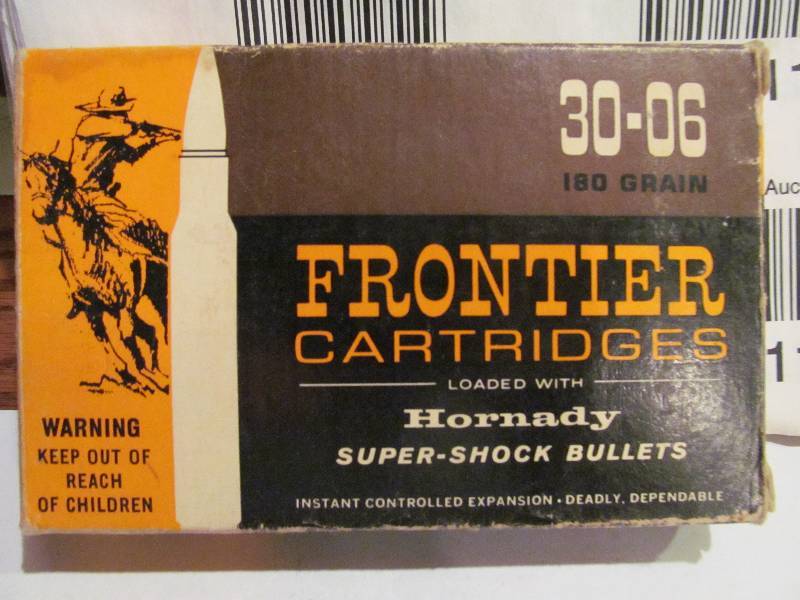 30-06
180 GRAIN
FRONTIER
CARTRIDGES
LOADED WITH
Hornady
SUPER-SHOCK BULLETS
INSTANT CONTROLLED EXPANSION • DEADLY, DEPENDABLE
WARNING
KEEP OUT OF
REACH
OF CHILDREN
Auc